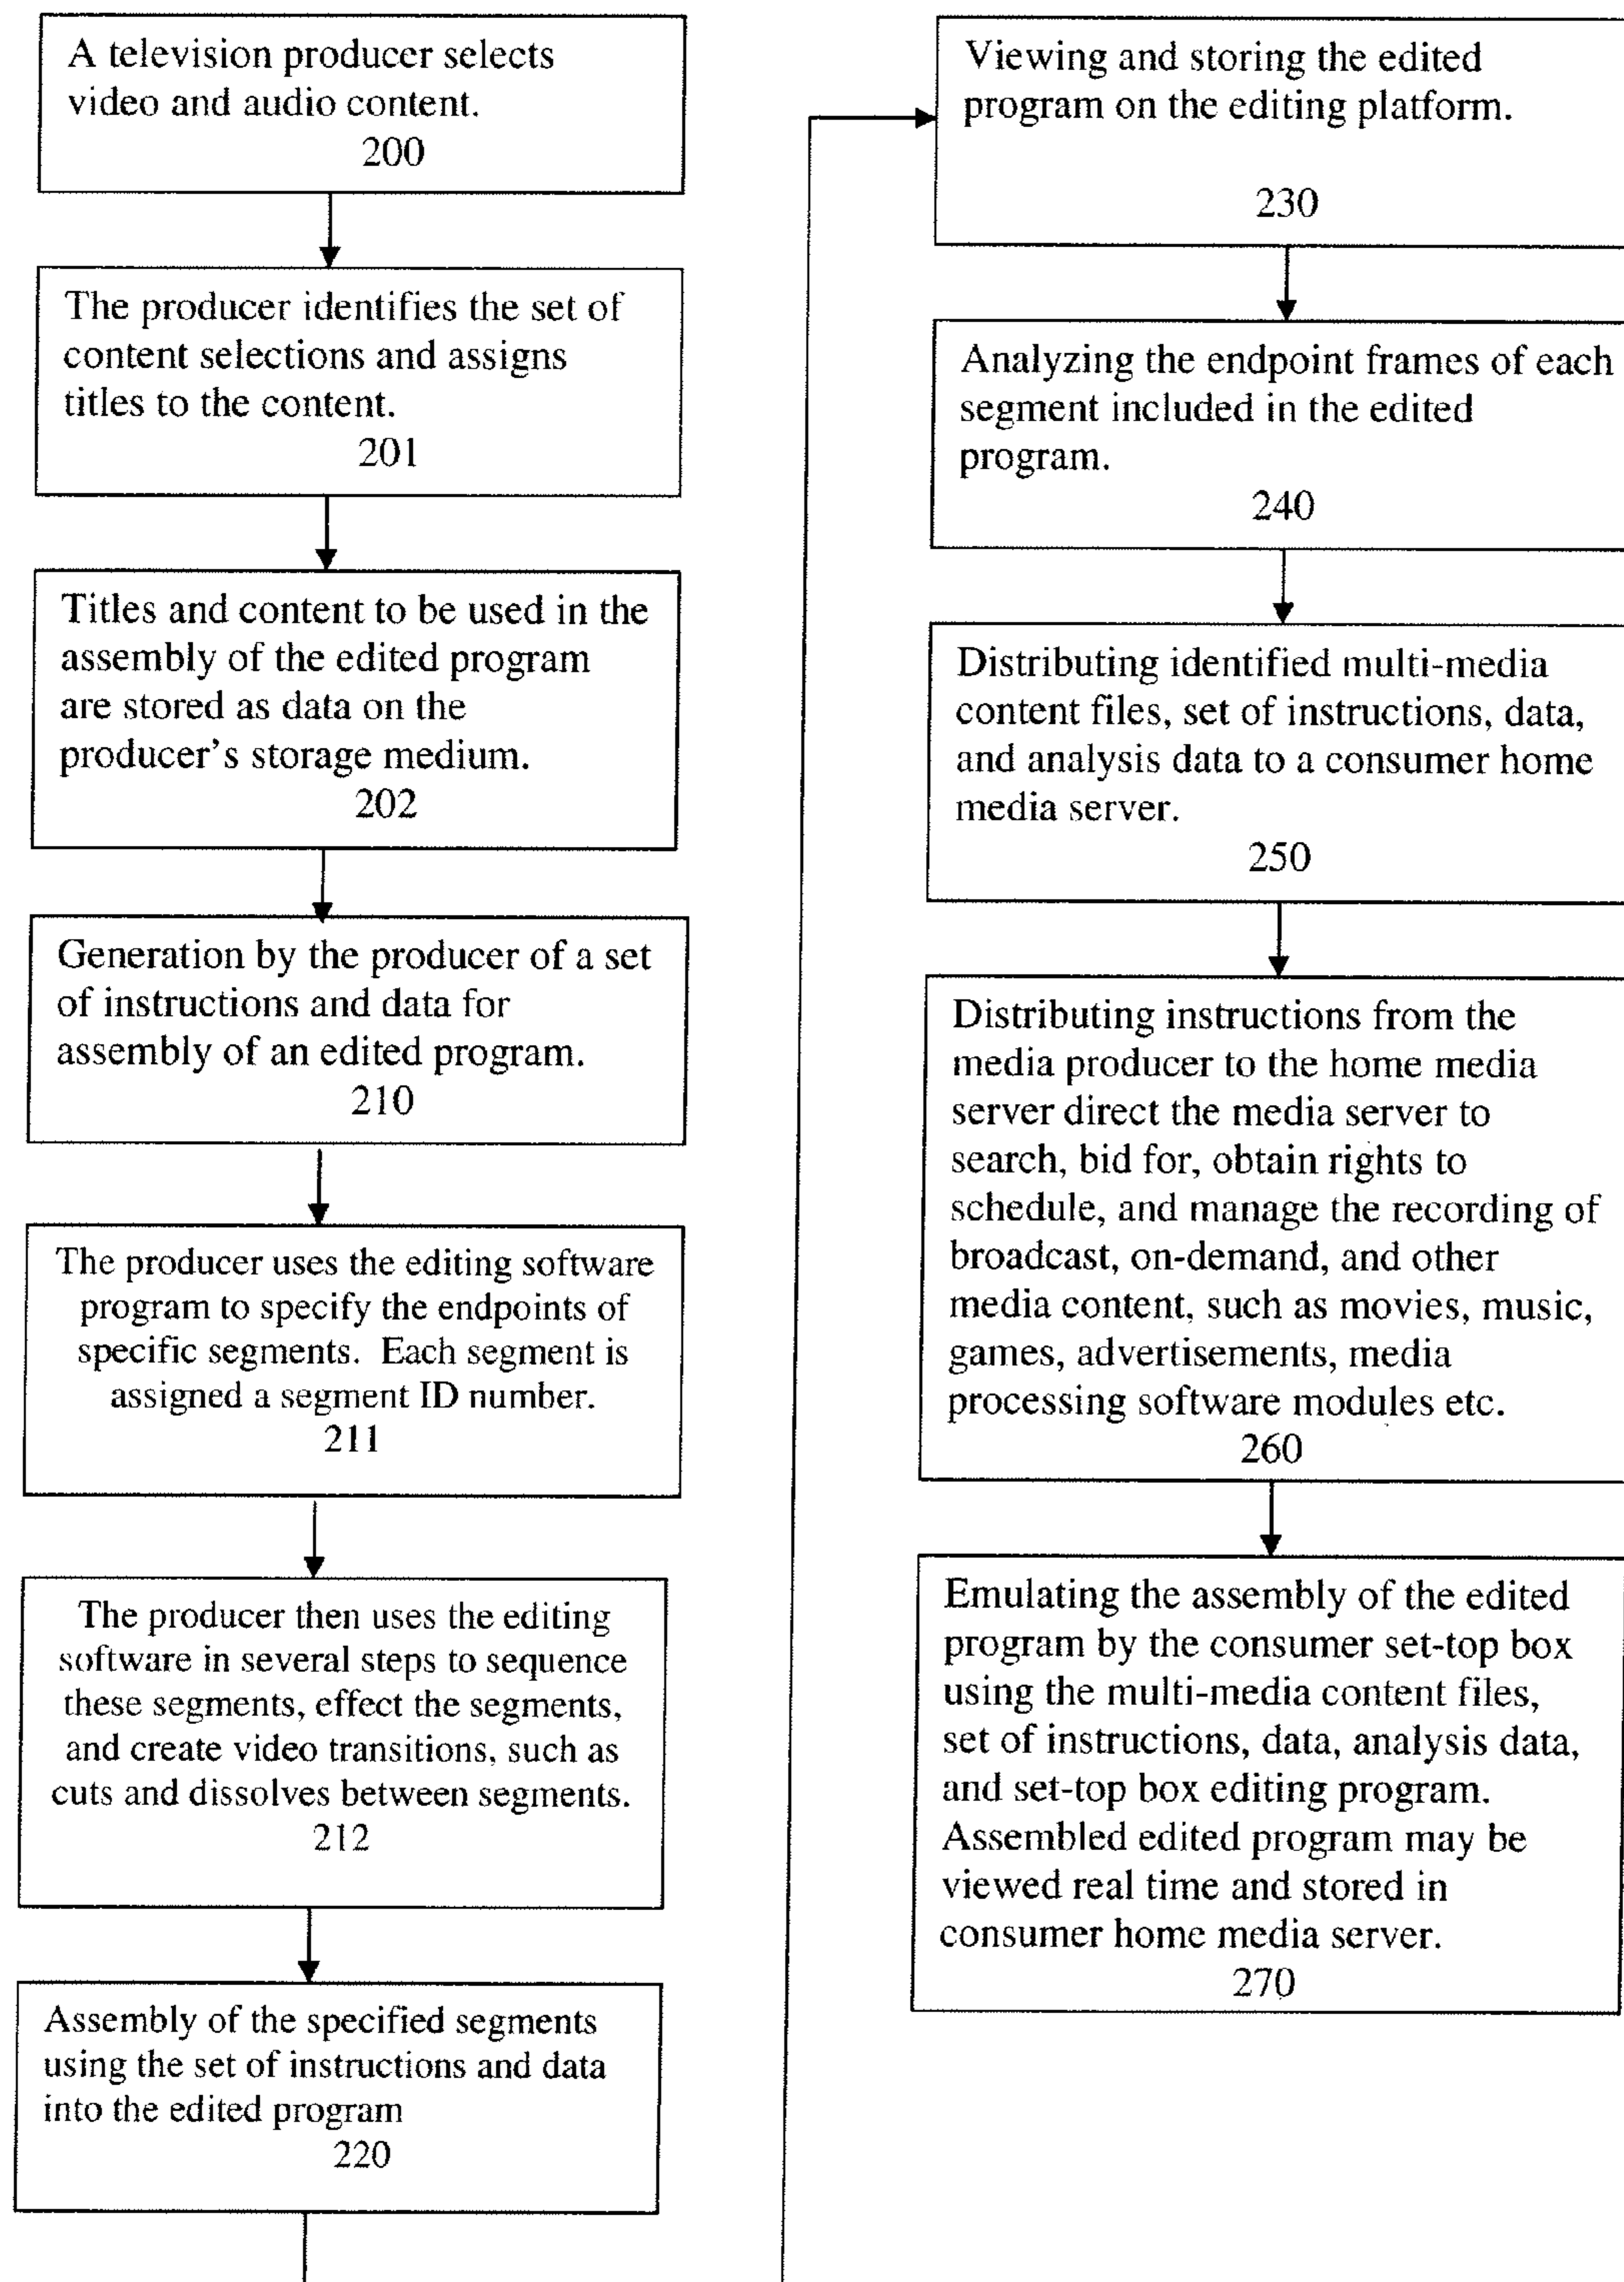 A television producer selects
video and audio content.
200
The producer identifies the set of
content selections and assigns
titles to the content.
201
Titles and content to be used in the
assembly of the edited program
are stored as data on the
producer's storage medium.
202
Generation by the producer of a set
of instructions and data for
assembly of an edited program.
210
The producer uses the editing software
program to specify the endpoints of
specific segments. Each segment is
assigned a segment ID number.
211
The producer then uses the editing
software in several steps to sequence
these segments, effect the segments,
and create video transitions, such as
cuts and dissolves between segments.
212
Assembly of the specified segments
using the set of instructions and data
into the edited program
220
Viewing and storing the edited
program on the editing platform.
230
Analyzing the endpoint frames of each
segment included in the edited
program.
240
Distributing identified multi-media
content files, set of instructions, data,
and analysis data to a consumer home
media server.
250
Distributing instructions from the
media producer to the home media
server direct the media server to
search, bid for, obtain rights to
schedule, and manage the recording of
broadcast, on-demand, and other
media content, such as movies, music,
games, advertisements, media
processing software modules etc.
260
Emulating the assembly of the edited
program by the consumer set-top box
using the multi-media content files,
set of instructions, data, analysis data,
and set-top box editing program.
Assembled edited program may be
viewed real time and stored in
consumer home media server.
270